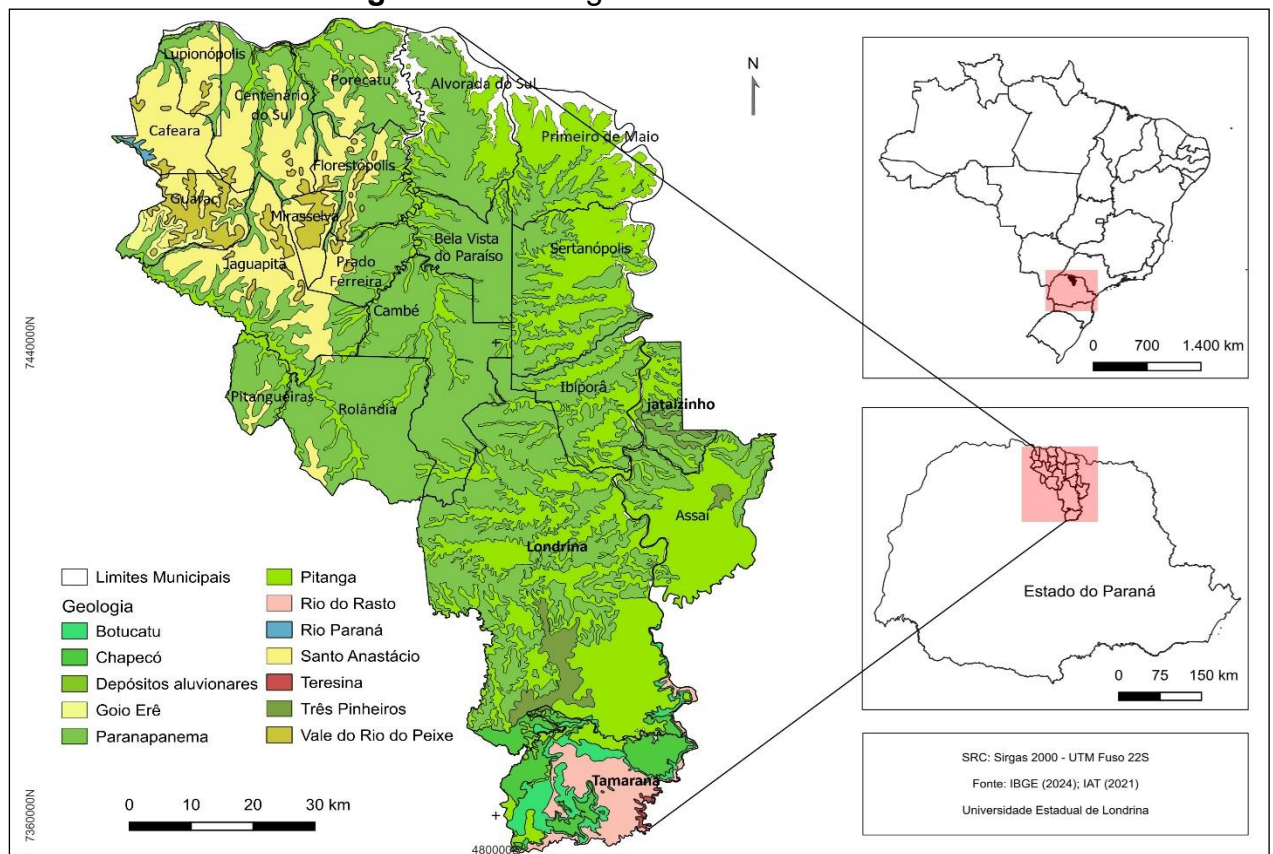 Lupionópolis
Centenário
do Sul
Porecatu
Alvorada do Sul
Cafeara
Primeiro de Maio
Florestópolis
Guaraci
Mirasselva
Bela Vista
do Paraíso
Sertanópolis
Jaguapitã
Prado
Ferreira
Cambé
Pitangueiras
Rolândia
Ibiporã
jataizinho
Assaí
Londrina
Tamarana
N
7440000N
7360000N
480000
Limites Municipais
Geologia
Botucatu
Chapecó
Depósitos aluvionares
Goio Erê
Paranapanema
Pitanga
Rio do Rasto
Rio Paraná
Santo Anastácio
Teresina
Três Pinheiros
Vale do Rio do Peixe
0 10 20 30 km
0 700 1.400 km
Estado do Paraná
0 75 150 km
SRC: Sirgas 2000 - UTM Fuso 22S
Fonte: IBGE (2024); IAT (2021)
Universidade Estadual de Londrina